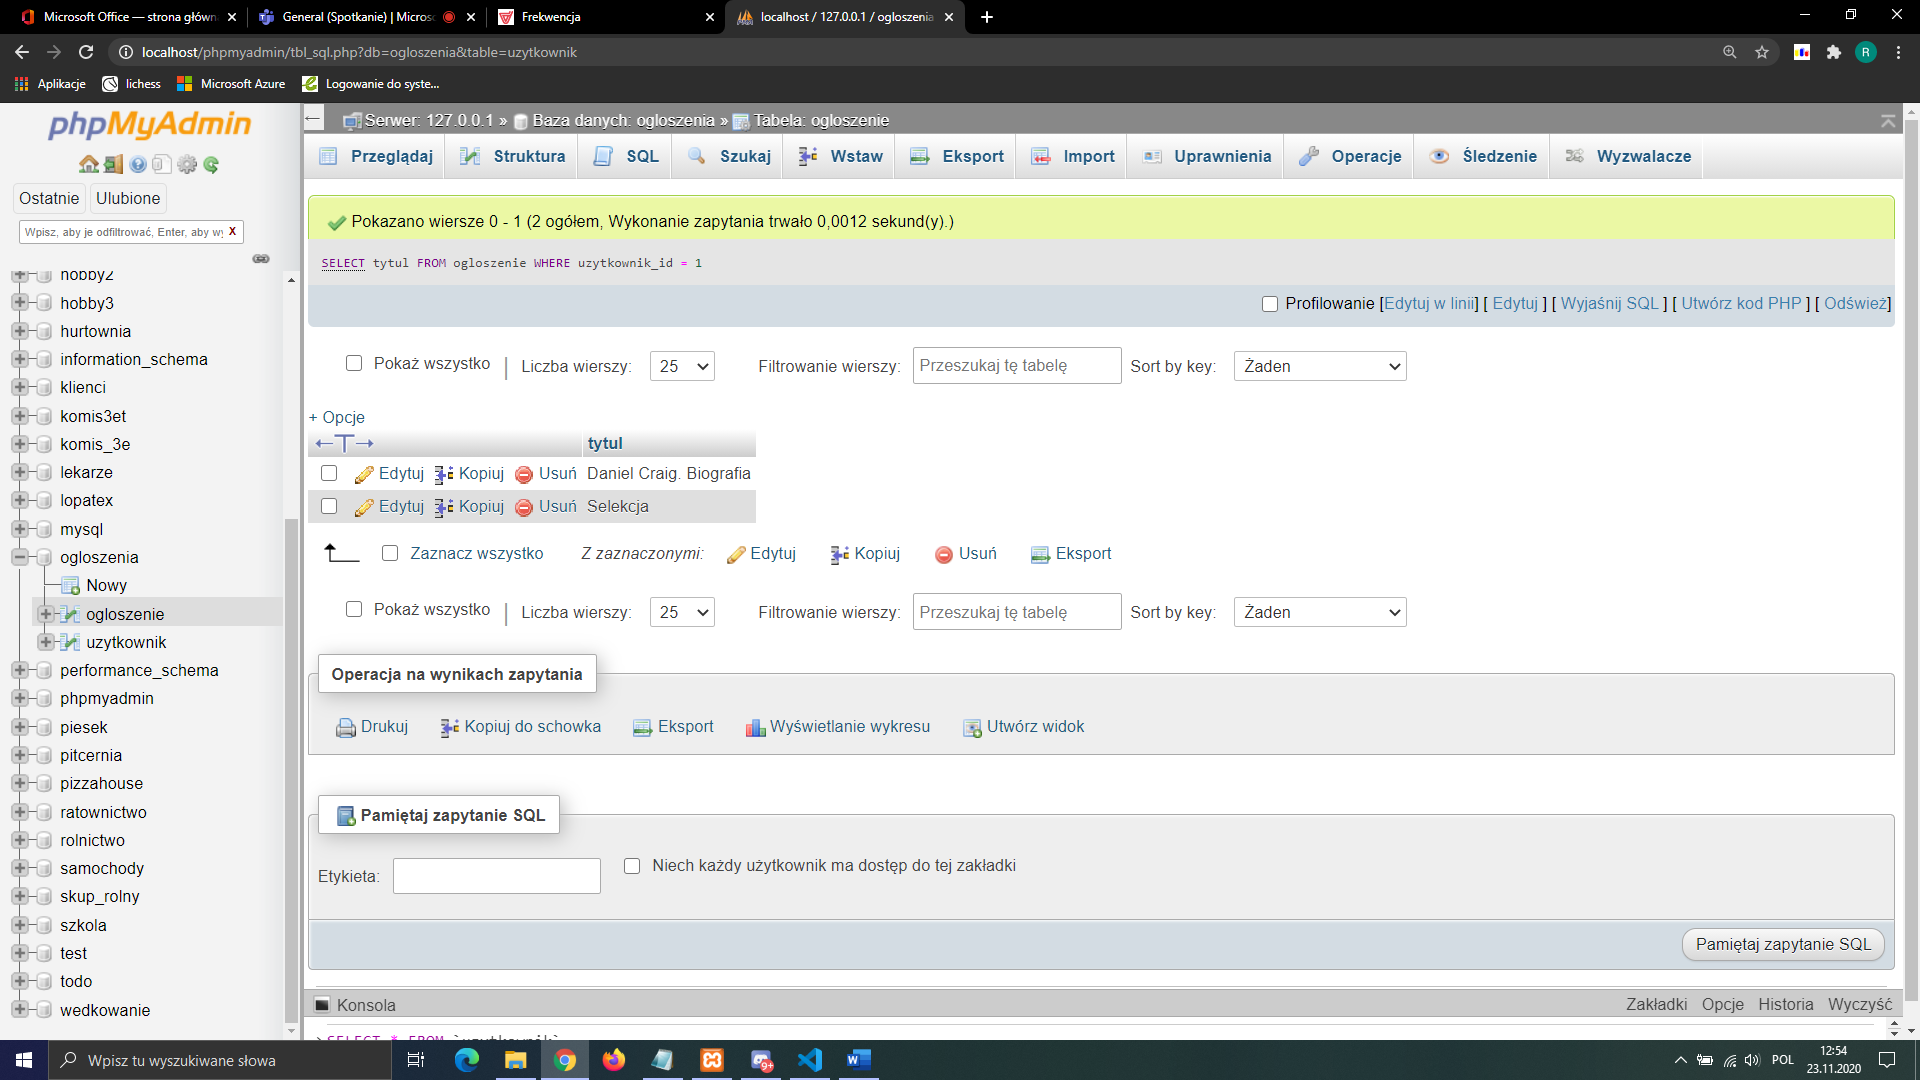 Microsoft Office — strona główn
General (Spotkanie) | Micros
Frekwencja
localhost / 127.0.0.1 / ogloszenia
localhost/phpmyadmin/tbl_sql.php?db=ogloszenia&table=uzytkownik
R
Aplikacje
lichess
Microsoft Azure
Logowanie do syste...
phpMyAdmin
Ostatnie
Ulubione
Wpisz, aby je odfiltrować, Enter, aby wy
X
hobby2
hobby3
hurtownia
information_schema
klienci
komis3et
komis_3e
lekarze
lopatex
mysql
ogloszenia
Nowy
ogloszenie
uzytkownik
performance_schema
phpmyadmin
piesek
pitcernia
pizzahouse
ratownictwo
rolnictwo
samochody
skup_rolny
szkola
test
todo
wedkowanie
Serwer: 127.0.0.1 » Baza danych: ogloszenia » Tabela: ogloszenie
Przeglądaj
Struktura
SQL
Szukaj
Wstaw
Eksport
Import
Uprawnienia
Operacje
Śledzenie
Wyzwalacze
Pokazano wiersze 0 - 1 (2 ogółem, Wykonanie zapytania trwało 0,0012 sekund(y).)
SELECT tytul FROM ogloszenie WHERE uzytkownik_id = 1
Profilowanie [Edytuj w linii] [ Edytuj ] [ Wyjaśnij SQL ] [ Utwórz kod PHP ] [ Odśwież]
Pokaż wszystko | Liczba wierszy: 25 Filtrowanie wierszy: Przeszukaj tę tabelę Sort by key: Żaden
+ Opcje
←T→ tytul
Edytuj Kopiuj Usuń Daniel Craig. Biografia
Edytuj Kopiuj Usuń Selekcja
Zaznacz wszystko Z zaznaczonymi: Edytuj Kopiuj Usuń Eksport
Pokaż wszystko | Liczba wierszy: 25 Filtrowanie wierszy: Przeszukaj tę tabelę Sort by key: Żaden
Operacja na wynikach zapytania
Drukuj Kopiuj do schowka Eksport Wyświetlanie wykresu Utwórz widok
Pamiętaj zapytanie SQL
Etykieta:
Niech każdy użytkownik ma dostęp do tej zakładki
Pamiętaj zapytanie SQL
Konsola
Zakładki Opcje Historia Wyczyść
>SELECT * FROM `uzytkownik`
Wpisz tu wyszukiwane słowa
9+
POL
12:54
23.11.2020